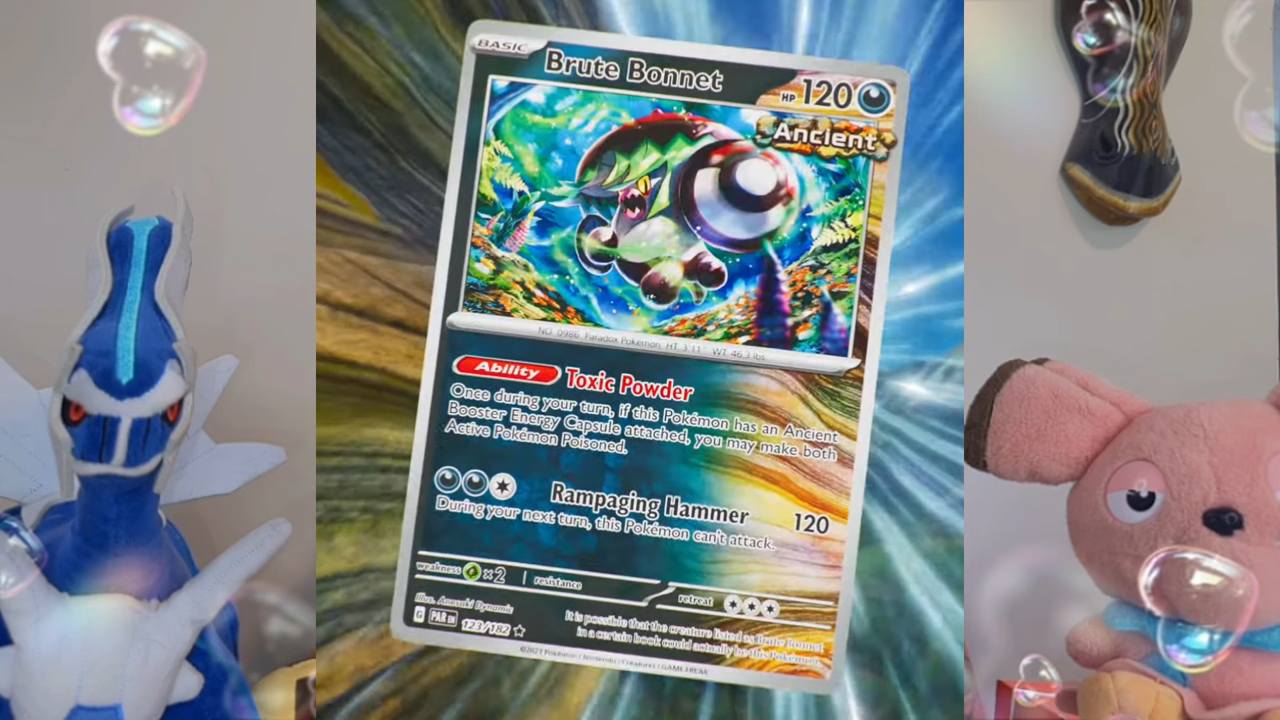 BASIC
Brute Bonnet
HP 120
Ancient
NO. 0986 Paradox Pokémon HT: 3'11" WT: 46.3 lbs.
Ability Toxic Powder
Once during your turn, if this Pokémon has an Ancient
Booster Energy Capsule attached, you may make both
Active Pokémon Poisoned.
Rampaging Hammer 120
During your next turn, this Pokémon can't attack.
weakness ×2 resistance retreat
Illus. Anesaki Dynamic
G PAR EN 123/182
It is possible that the creature listed as Brute Bonnet
in a certain book could actually be this Pokémon.
©2023 Pokémon / Nintendo / Creatures / GAME FREAK